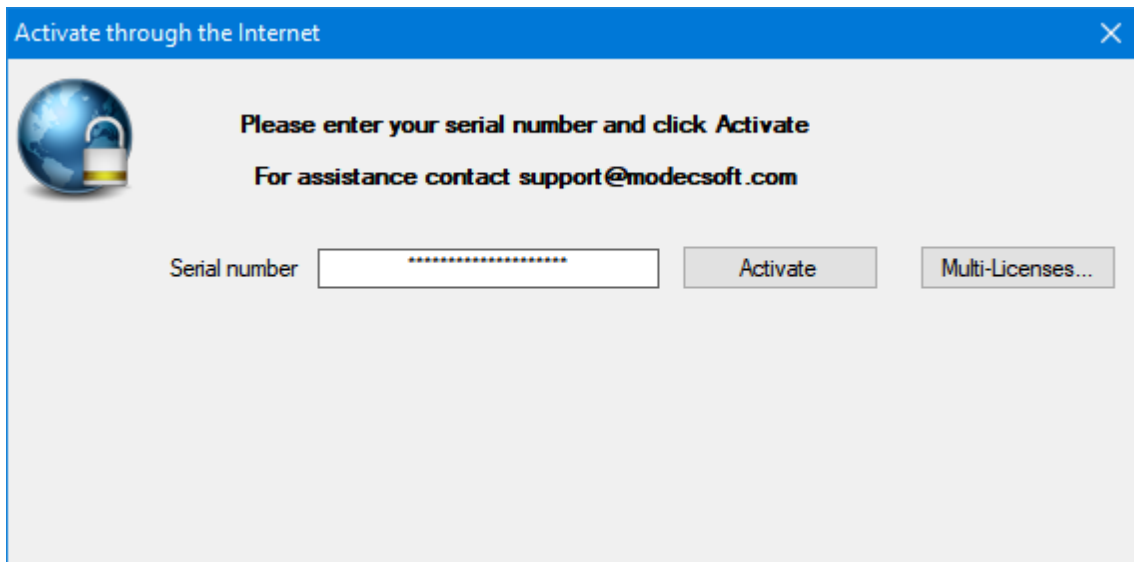 Activate through the Internet
Please enter your serial number and click Activate
For assistance contact support@modecsoft.com
Serial number ******************** Activate Multi-Licenses...